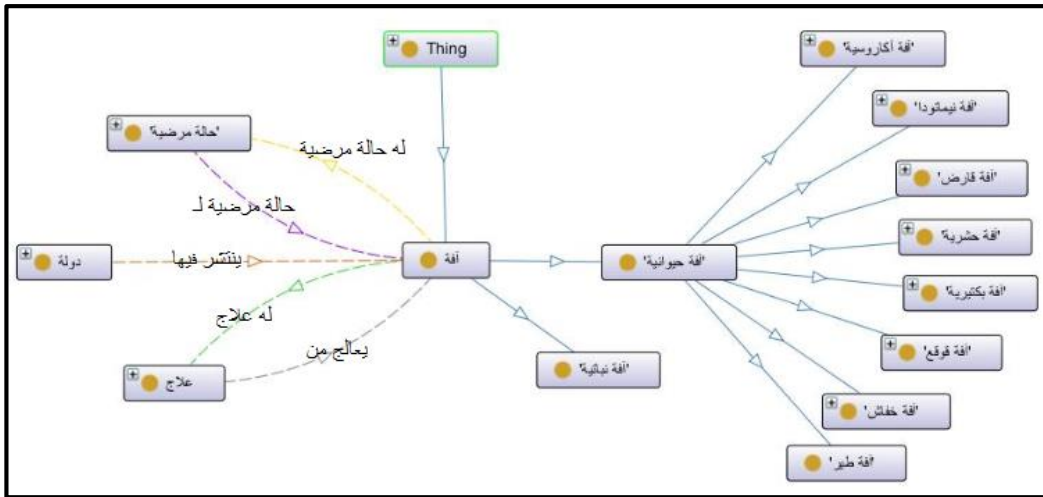 Thing
'آفة أكاروسية'
'آفة نيماتودا'
'حالة مرضية'
له حالة مرضية
'آفة قارض'
حالة مرضية لـ
'آفة حشرية'
دولة
ينتشر فيها
آفة
'آفة حيوانية'
'آفة بكتيرية'
له علاج
يعالج من
'آفة قوقع'
علاج
'آفة نباتية'
'آفة خفاش'
'آفة طير'